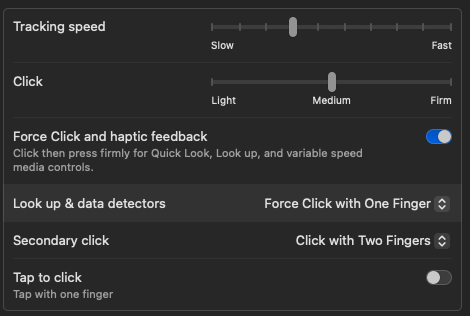 Tracking speed
Slow Fast
Click
Light Medium Firm
Force Click and haptic feedback
Click then press firmly for Quick Look, Look up, and variable speed
media controls.
Look up & data detectors Force Click with One Finger
Secondary click Click with Two Fingers
Tap to click
Tap with one finger